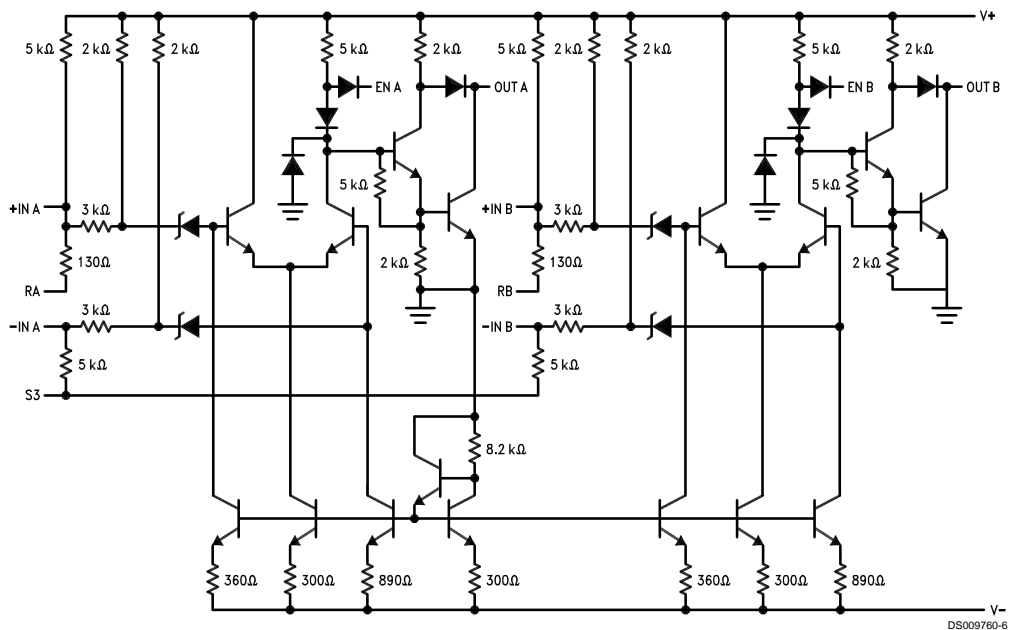 V+
5 kΩ 2 kΩ 2 kΩ 5 kΩ 2 kΩ 5 kΩ 2 kΩ 2 kΩ 5 kΩ 2 kΩ
EN A OUT A EN B OUT B
5 kΩ 5 kΩ
+IN A 3 kΩ +IN B 3 kΩ
130Ω 2 kΩ 130Ω 2 kΩ
RA RB
3 kΩ 3 kΩ
-IN A -IN B
5 kΩ 5 kΩ
S3
8.2 kΩ
360Ω 300Ω 890Ω 300Ω 360Ω 300Ω 890Ω
V-
DS009760-6